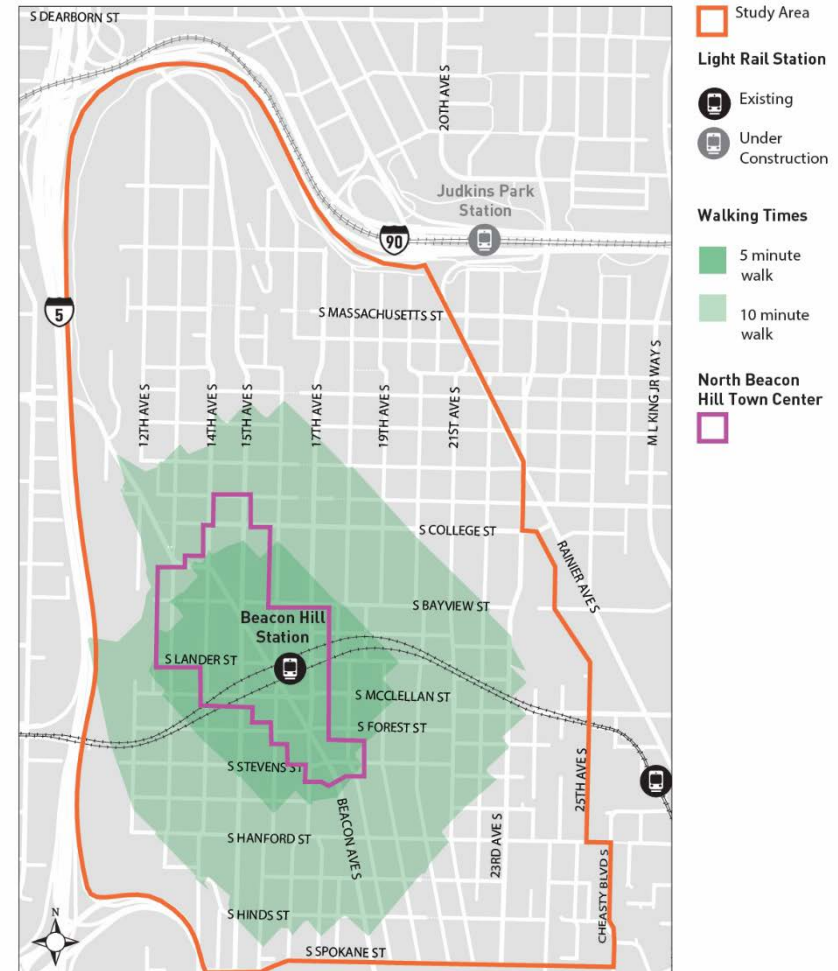 S DEARBORN ST
20TH AVE S
Judkins Park
Station
90
5
S MASSACHUSETTS ST
12TH AVE S
14TH AVE S
15TH AVE S
17TH AVE S
19TH AVE S
21ST AVE S
M L KING JR WAY S
S COLLEGE ST
RAINIER AVE S
S BAYVIEW ST
Beacon Hill
Station
S LANDER ST
S MCCLELLAN ST
S FOREST ST
S STEVENS ST
BEACON AVE S
25TH AVE S
S HANFORD ST
23RD AVE S
CHEASTY BLVD S
S HINDS ST
N
S SPOKANE ST
Study Area
Light Rail Station
Existing
Under
Construction
Walking Times
5 minute
walk
10 minute
walk
North Beacon
Hill Town Center